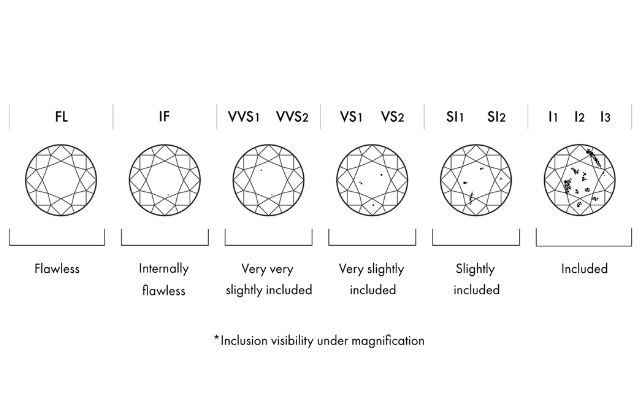 FL IF VVS1 VVS2 VS1 VS2 SI1 SI2 I1 I2 I3
Flawless Internally Very very Very slightly Slightly Included
flawless slightly included included included
*Inclusion visibility under magnification